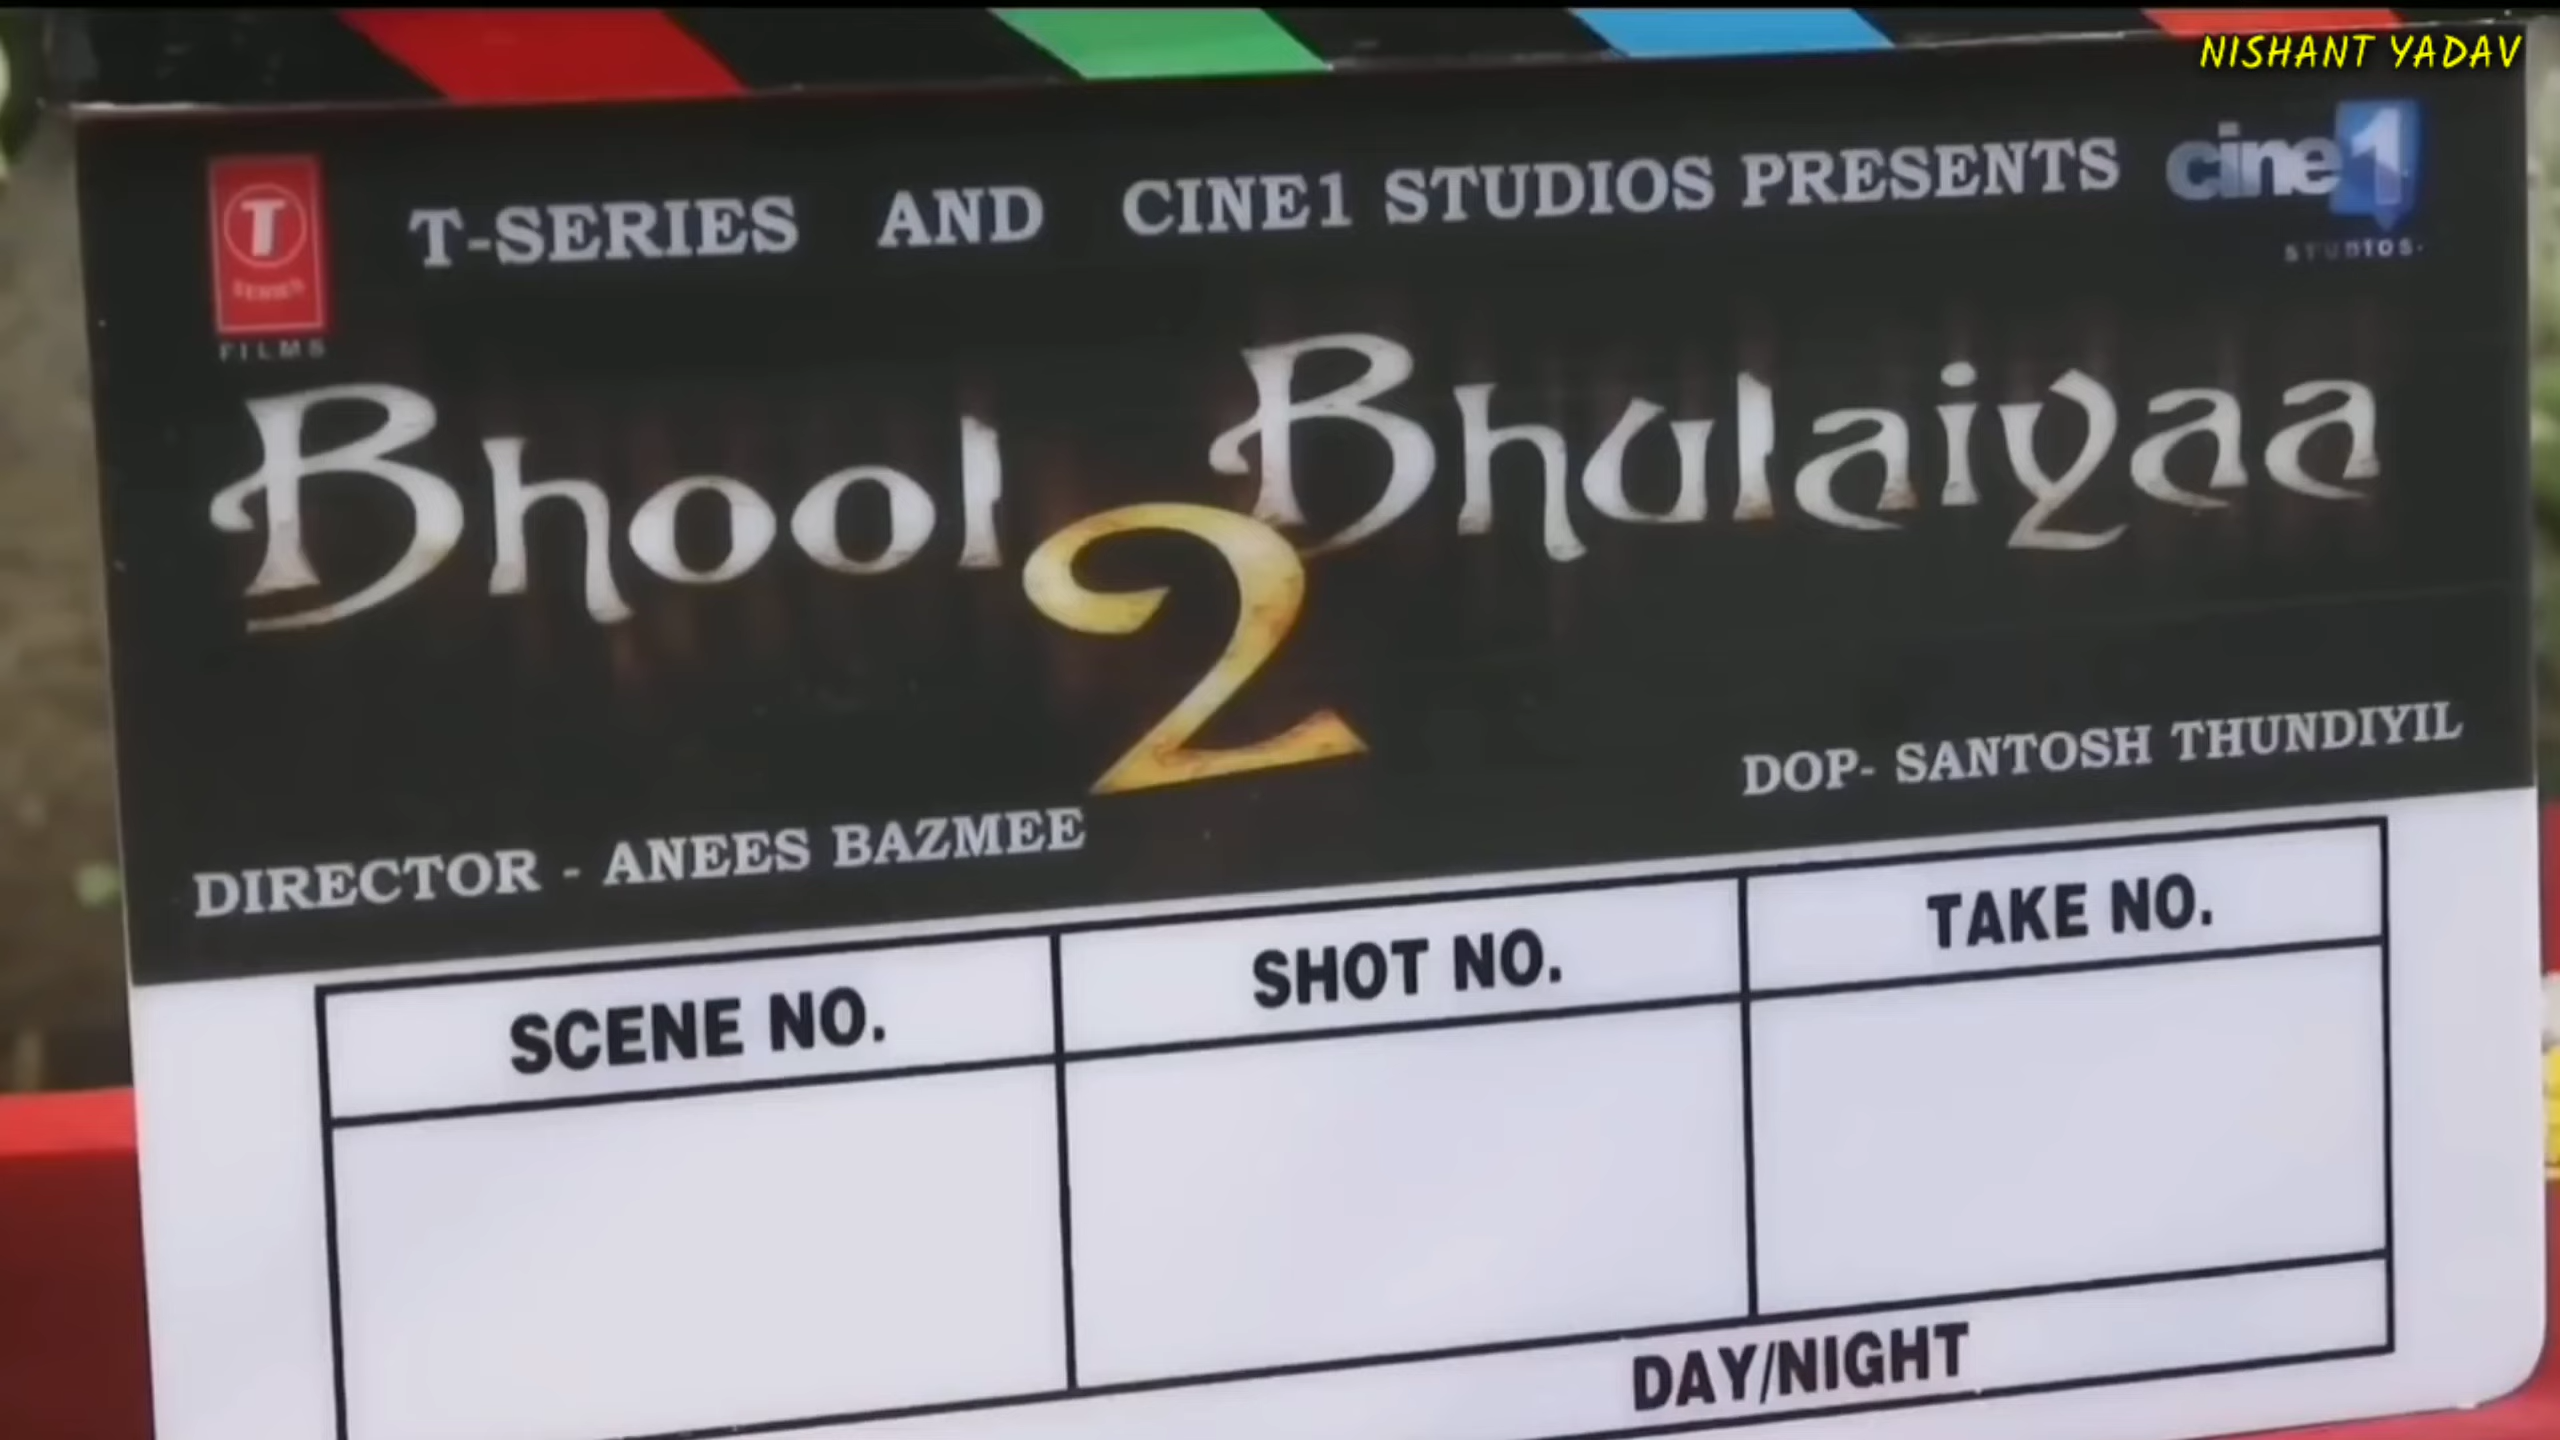 NISHANT YADAV
T SERIES
FILMS
T-SERIES AND CINE1 STUDIOS PRESENTS
cine1
STUDIOS
Bhool Bhulaiyaa
2
DIRECTOR - ANEES BAZMEE
DOP- SANTOSH THUNDIYIL
SCENE NO.
SHOT NO.
TAKE NO.
DAY/NIGHT